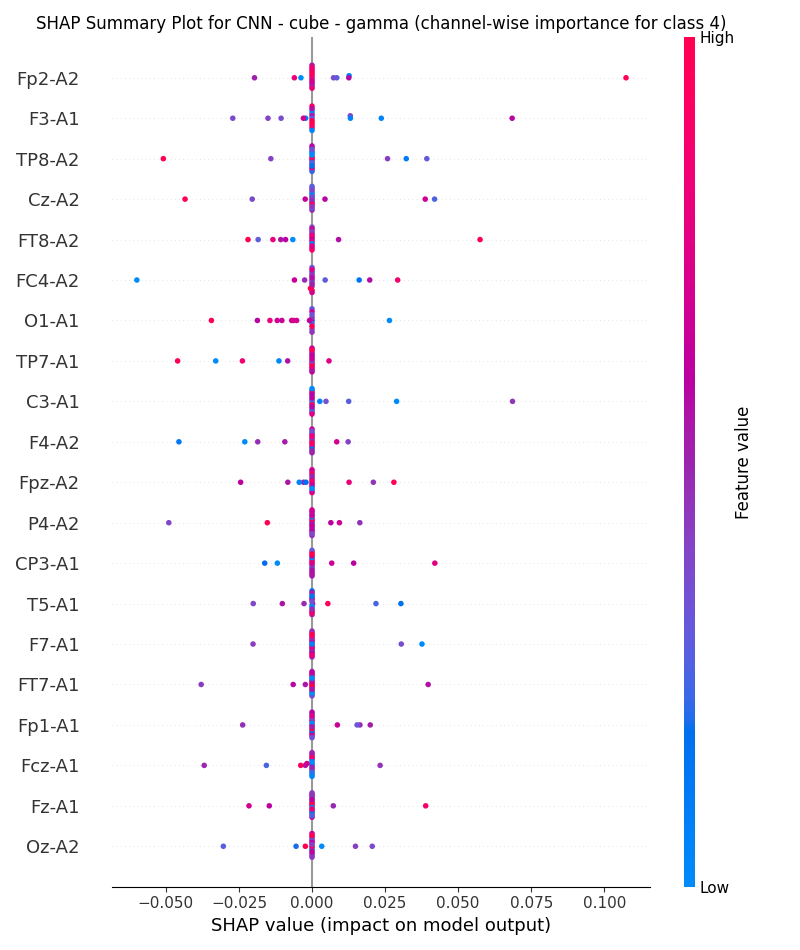 SHAP Summary Plot for CNN - cube - gamma (channel-wise importance for class 4)
High
Fp2-A2
F3-A1
TP8-A2
Cz-A2
FT8-A2
FC4-A2
O1-A1
TP7-A1
C3-A1
F4-A2
Fpz-A2
P4-A2
CP3-A1
T5-A1
F7-A1
FT7-A1
Fp1-A1
Fcz-A1
Fz-A1
Oz-A2
Feature value
Low
−0.050 −0.025 0.000 0.025 0.050 0.075 0.100
SHAP value (impact on model output)